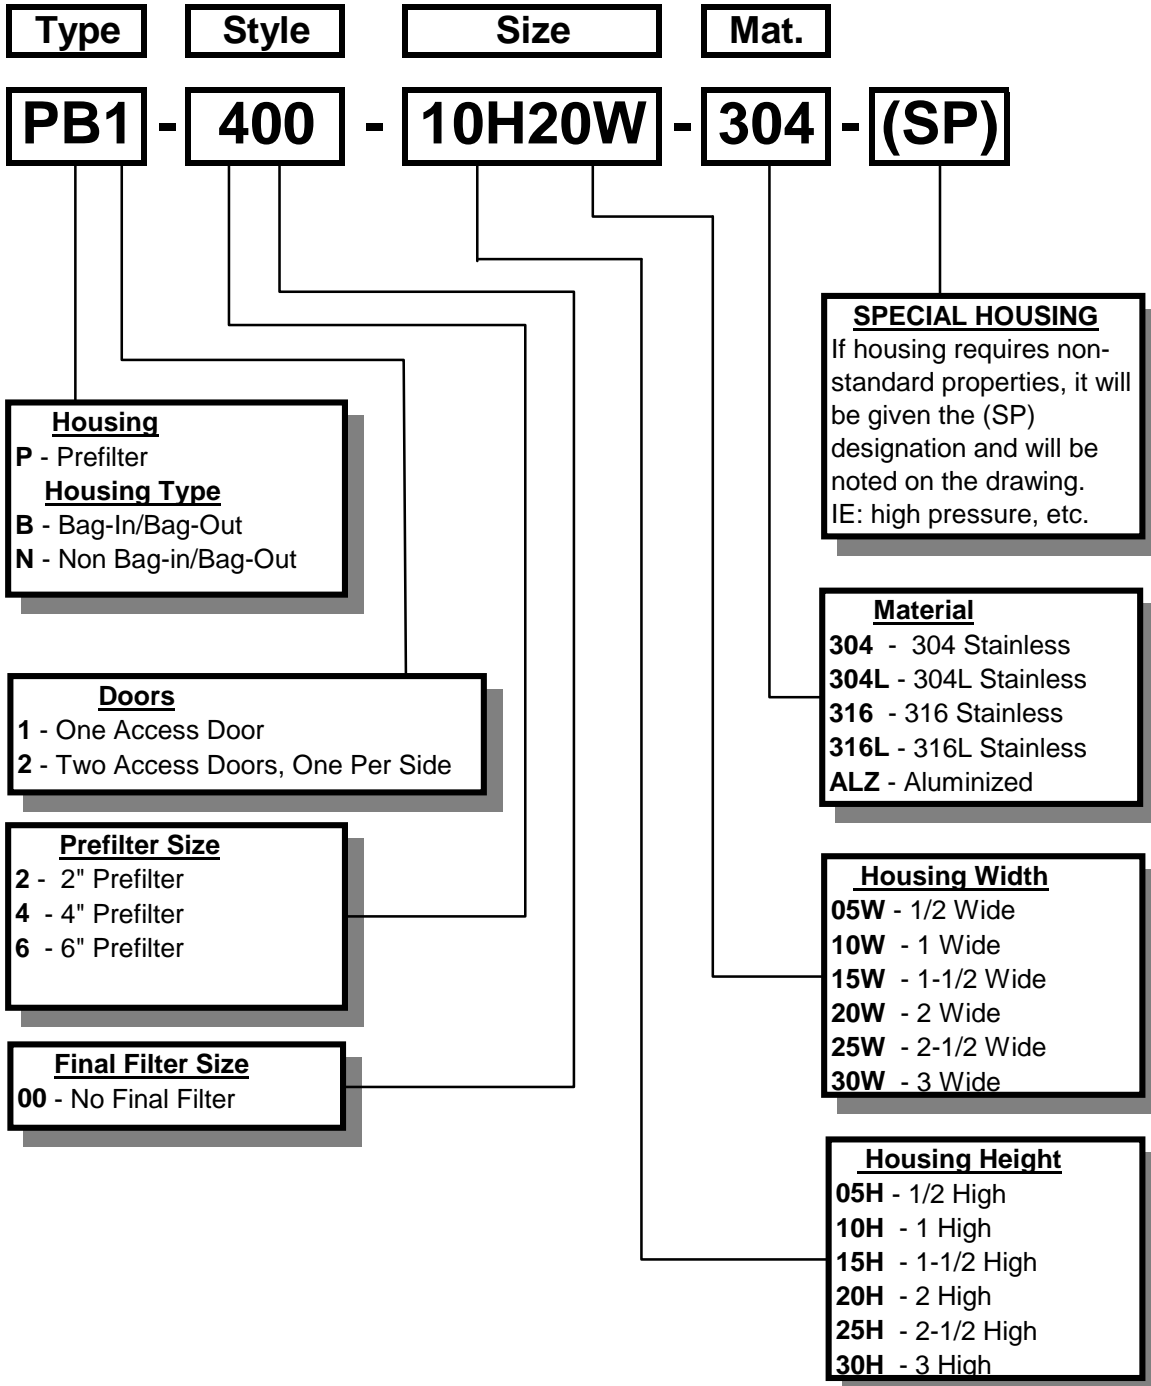 Type Style Size Mat.
PB1 - 400 - 10H20W - 304 - (SP)
SPECIAL HOUSING
If housing requires non-
standard properties, it will
be given the (SP)
designation and will be
noted on the drawing.
IE: high pressure, etc.
Housing
P - Prefilter
Housing Type
B - Bag-In/Bag-Out
N - Non Bag-in/Bag-Out
Material
304 - 304 Stainless
304L - 304L Stainless
316 - 316 Stainless
316L - 316L Stainless
ALZ - Aluminized
Doors
1 - One Access Door
2 - Two Access Doors, One Per Side
Prefilter Size
2 - 2" Prefilter
4 - 4" Prefilter
6 - 6" Prefilter
Housing Width
05W - 1/2 Wide
10W - 1 Wide
15W - 1-1/2 Wide
20W - 2 Wide
25W - 2-1/2 Wide
30W - 3 Wide
Final Filter Size
00 - No Final Filter
Housing Height
05H - 1/2 High
10H - 1 High
15H - 1-1/2 High
20H - 2 High
25H - 2-1/2 High
30H - 3 High